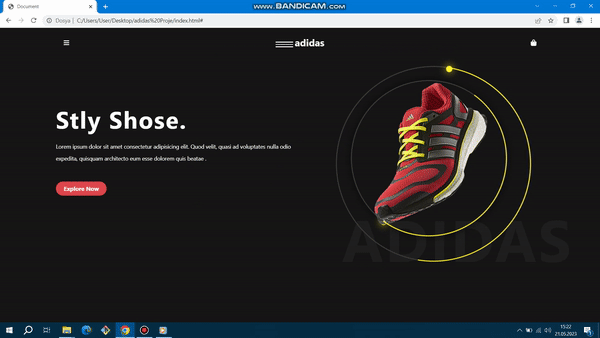 WWW.BANDICAM.COM
Document
Dosya | C:/Users/User/Desktop/adidas%20Proje/index.html#
adidas
Stly Shose.
Lorem ipsum dolor sit amet consectetur adipisicing elit. Quod velit, quasi ad voluptates nulla odio
expedita, quisquam architecto eum esse dolorem quis beatae .
Explore Now
ADIDAS
15:22
21.05.2023